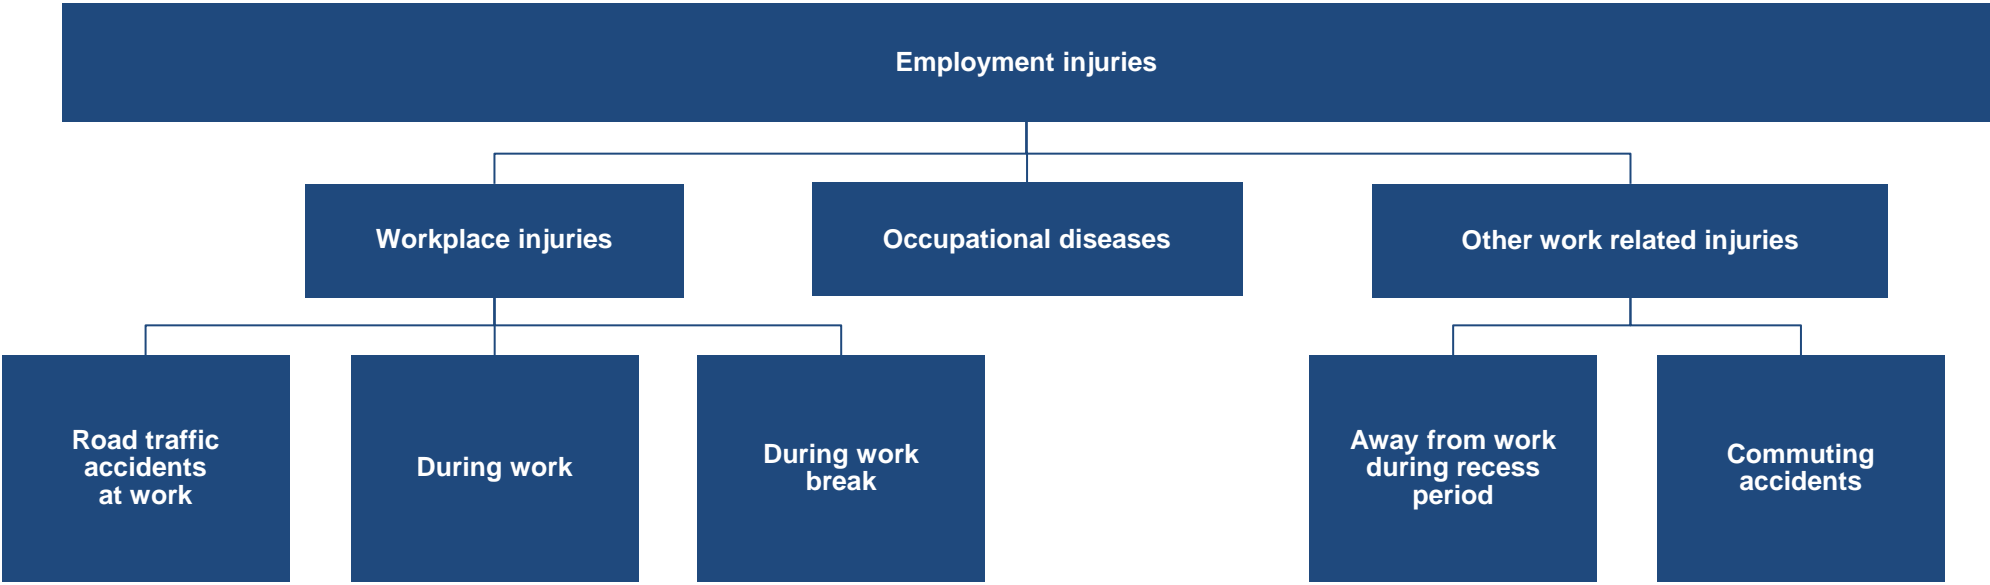 Employment injuries
Workplace injuries
Occupational diseases
Other work related injuries
Road traffic
accidents
at work
During work
During work
break
Away from work
during recess
period
Commuting
accidents